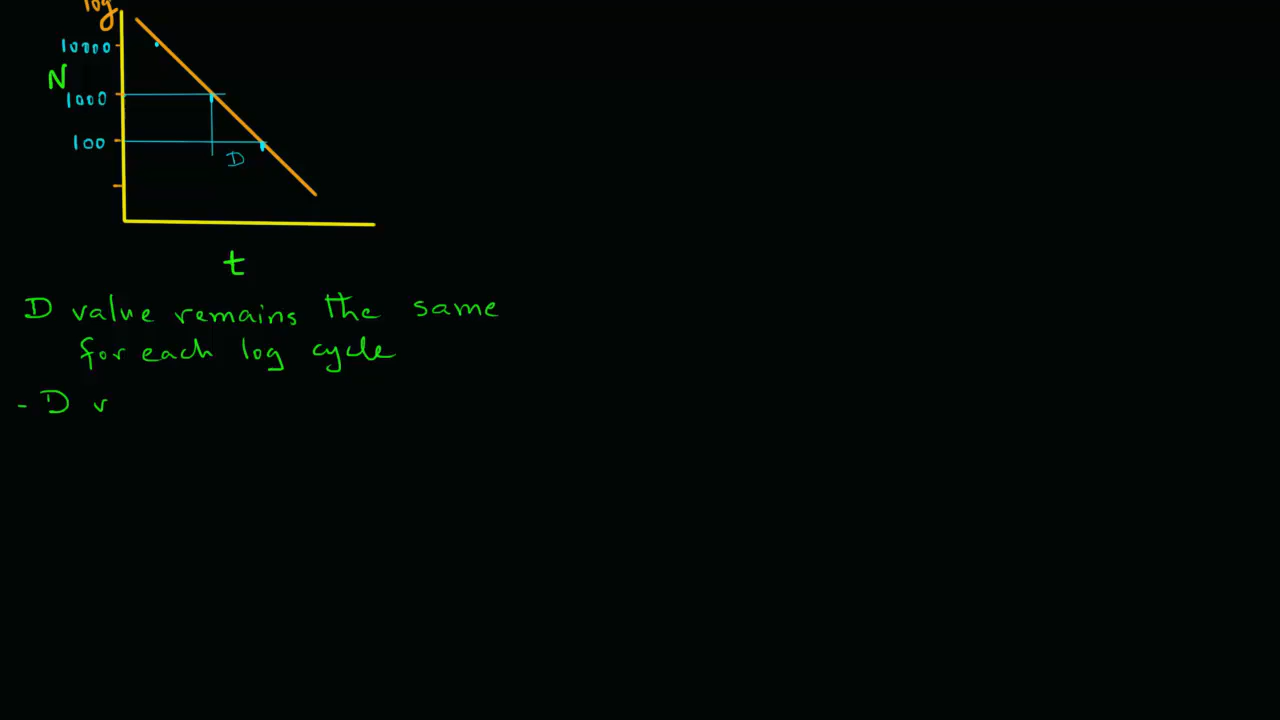 log
10000
N
1000
100
D
t
D value remains the same
for each log cycle
- D v